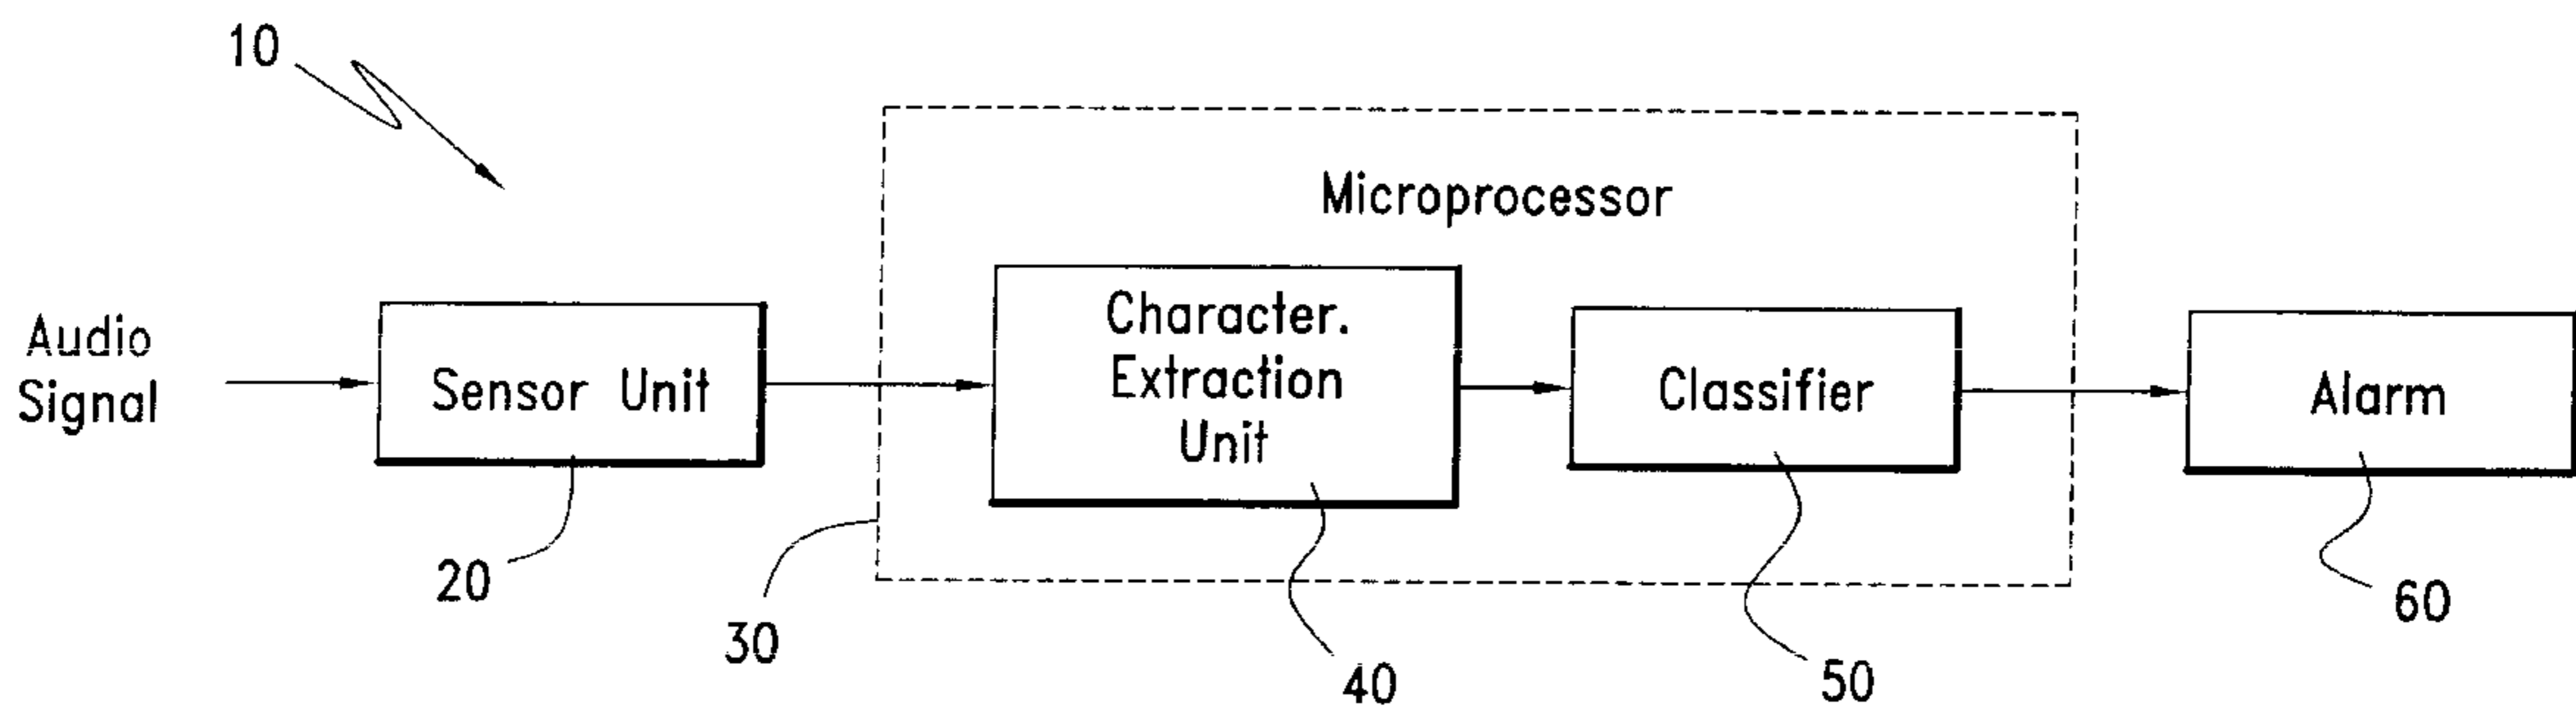 10
Microprocessor
Audio
Signal
Sensor Unit
Character.
Extraction
Unit
Classifier
Alarm
20
30
40
50
60